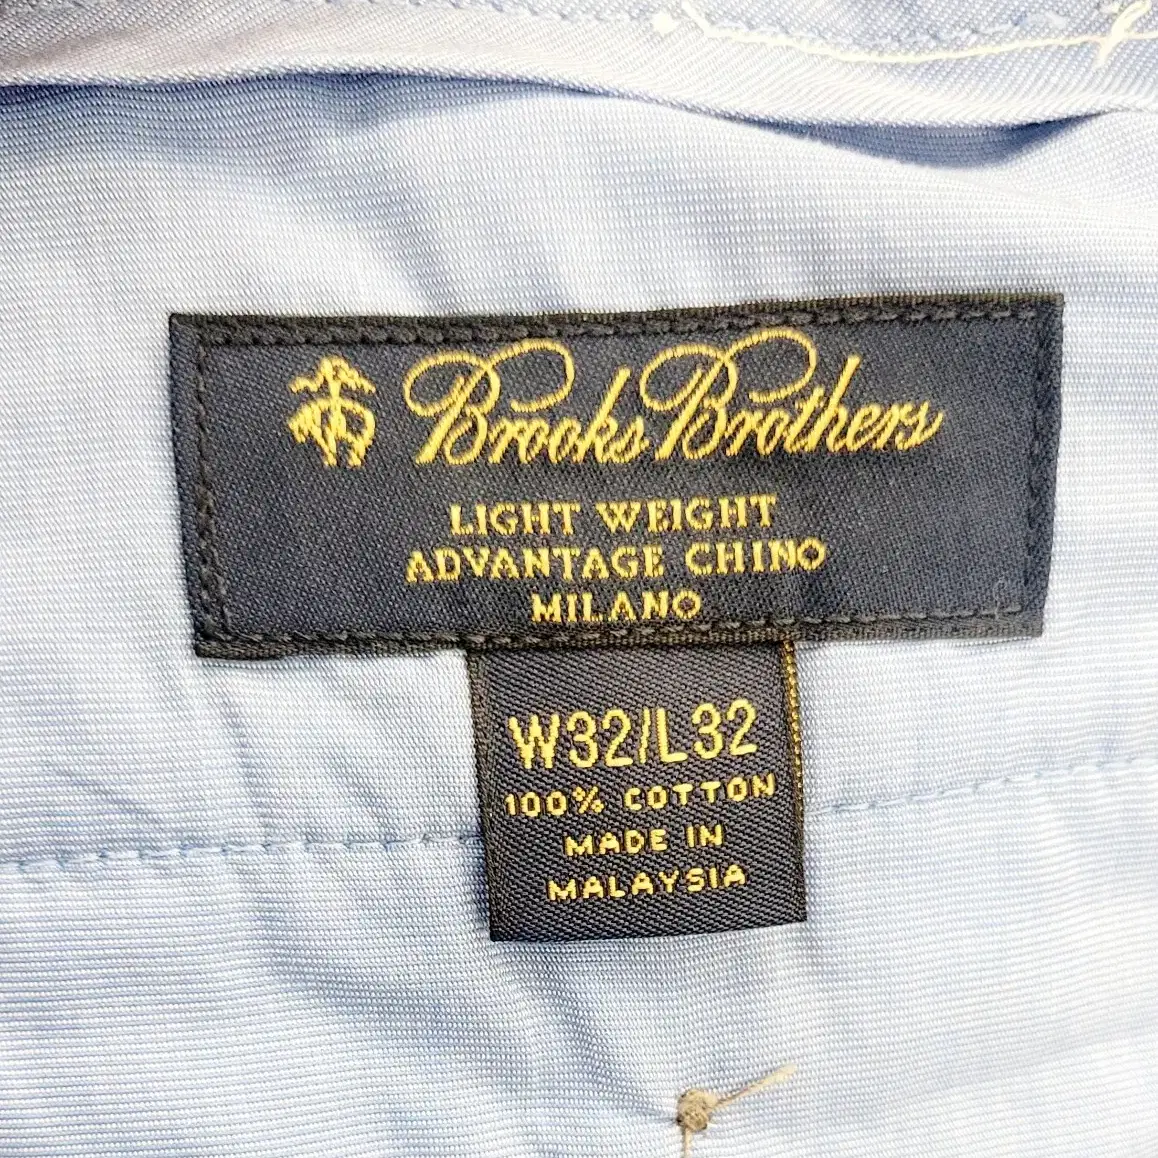 Brooks Brothers
LIGHT WEIGHT
ADVANTAGE CHINO
MILANO
W32/L32
100% COTTON
MADE IN
MALAYSIA